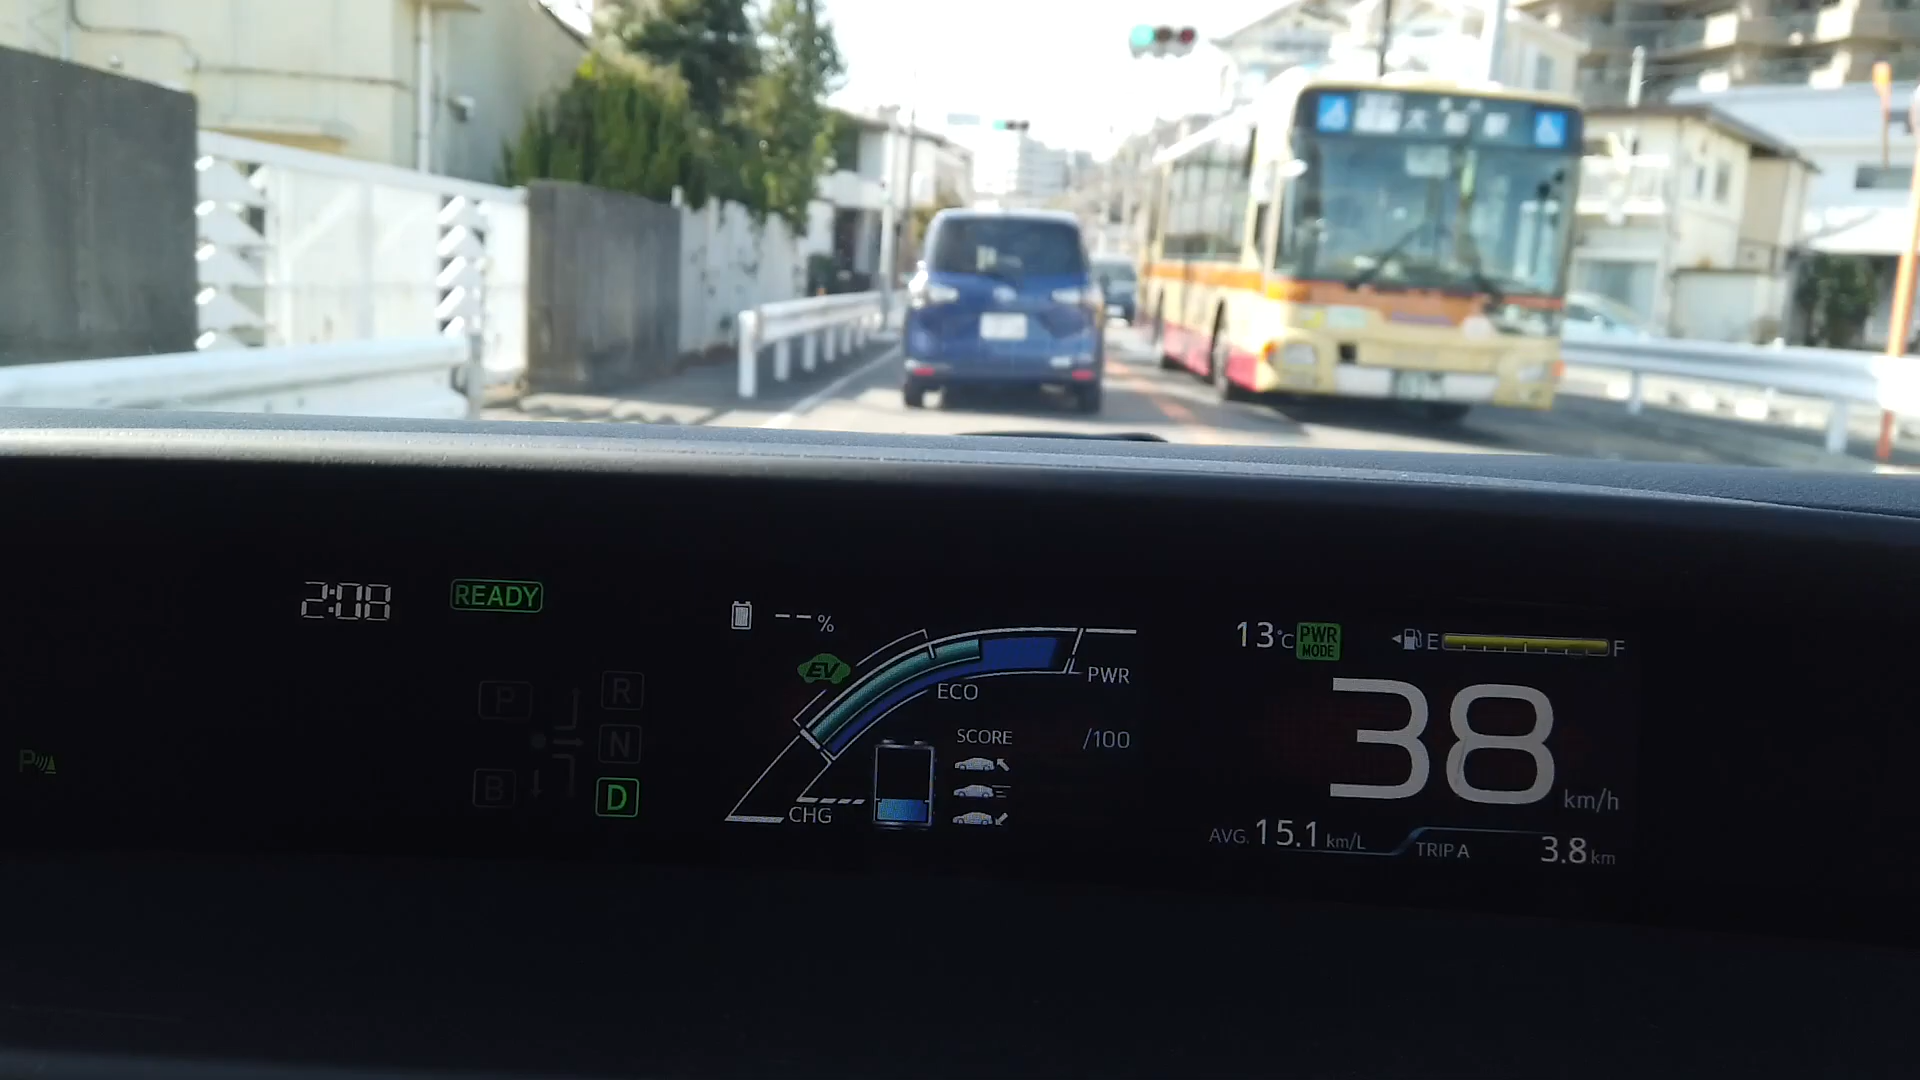 2:08
READY
--%
13°C
PWR
MODE
E
F
EV
P
R
ECO
PWR
38
km/h
N
SCORE
/100
P
B
D
CHG
AVG. 15.1 km/L
TRIP A
3.8 km